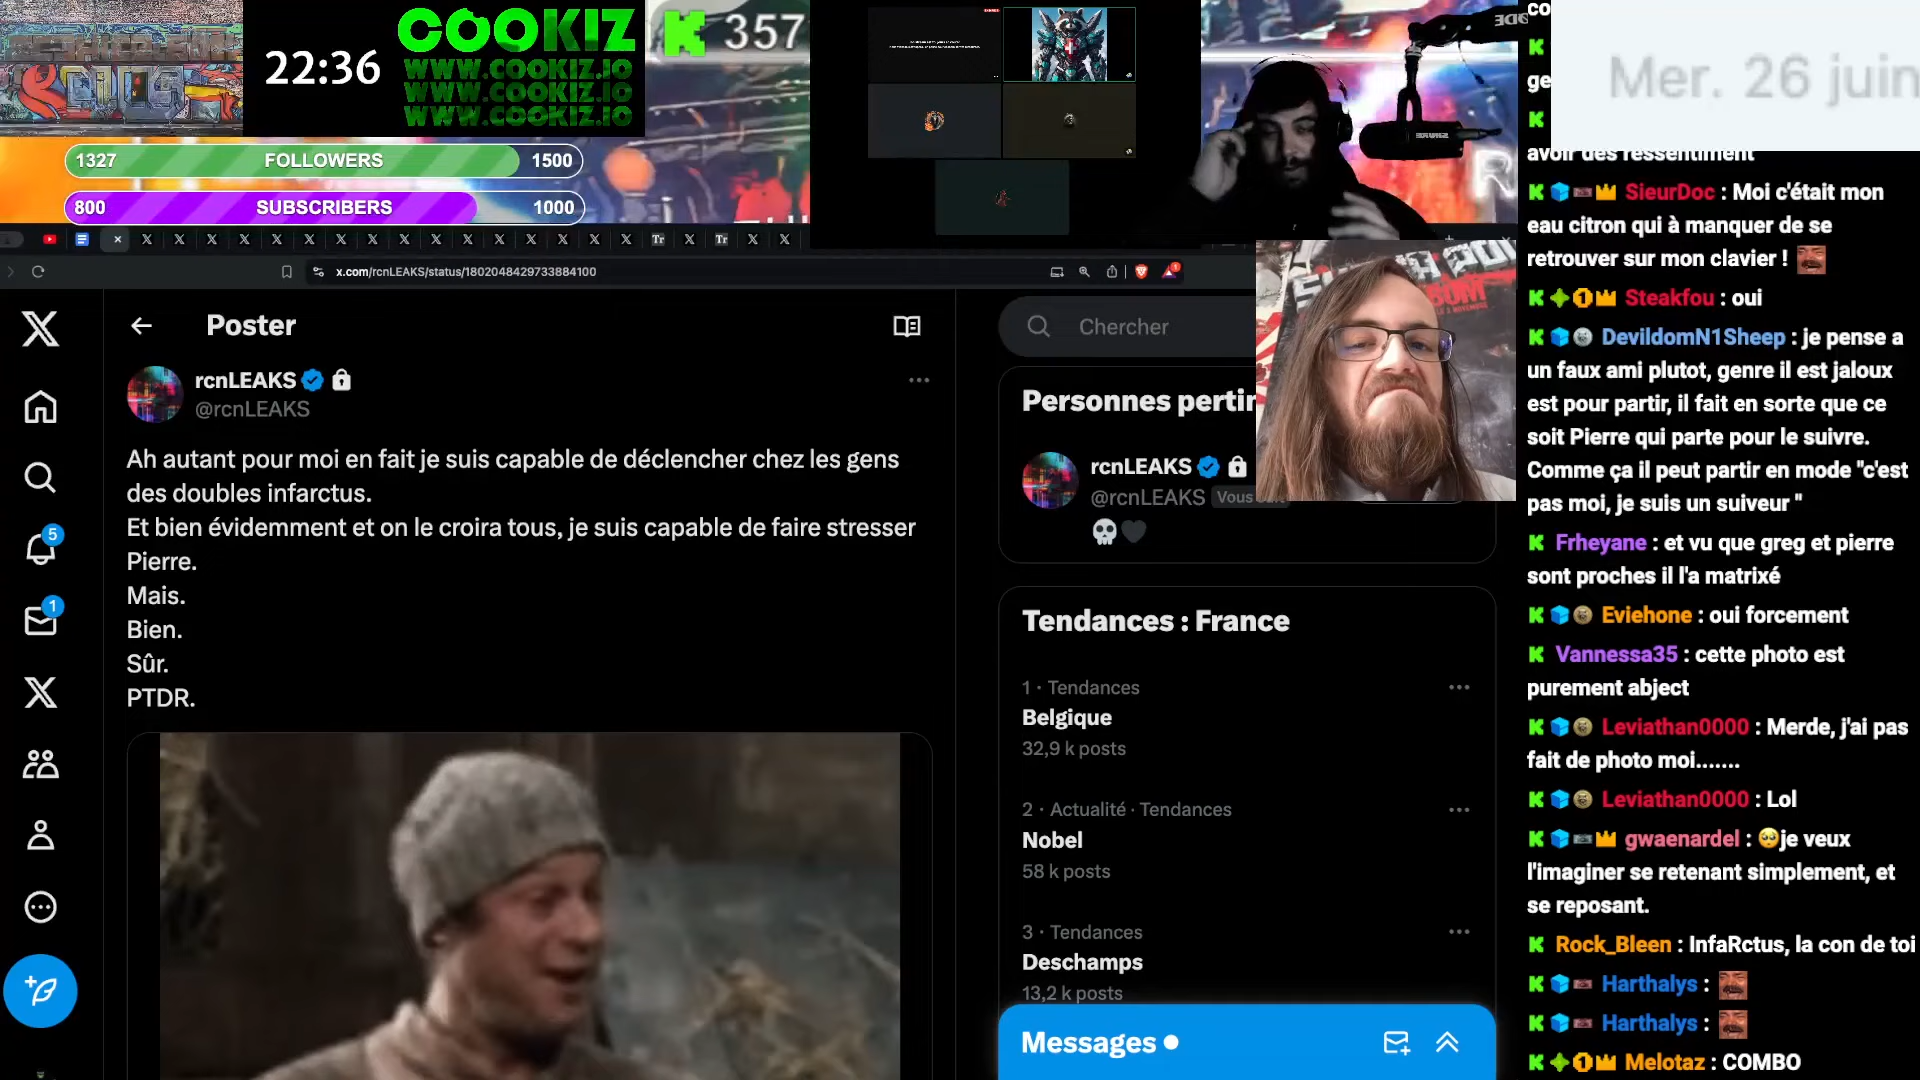 22:36
COOKIZ
WWW.COOKIZ.IO
WWW.COOKIZ.IO
WWW.COOKIZ.IO
357
1327 FOLLOWERS 1500
800 SUBSCRIBERS 1000
x.com/rcnLEAKS/status/1802048429733884100
Poster
rcnLEAKS
@rcnLEAKS
Ah autant pour moi en fait je suis capable de déclencher chez les gens
des doubles infarctus.
Et bien évidemment et on le croira tous, je suis capable de faire stresser
Pierre.
Mais.
Bien.
Sûr.
PTDR.
Chercher
Personnes pertin
rcnLEAKS
@rcnLEAKS Vous suit
Tendances : France
1 · Tendances
Belgique
32,9 k posts
2 · Actualité · Tendances
Nobel
58 k posts
3 · Tendances
Deschamps
13,2 k posts
Messages
5
1
Mer. 26 juin
co
ge
avoir des ressentiment
SieurDoc : Moi c'était mon
eau citron qui à manquer de se
retrouver sur mon clavier !
Steakfou : oui
DevildomN1Sheep : je pense a
un faux ami plutot, genre il est jaloux
est pour partir, il fait en sorte que ce
soit Pierre qui parte pour le suivre.
Comme ça il peut partir en mode "c'est
pas moi, je suis un suiveur "
Frheyane : et vu que greg et pierre
sont proches il l'a matrixé
Eviehone : oui forcement
Vannessa35 : cette photo est
purement abject
Leviathan0000 : Merde, j'ai pas
fait de photo moi.......
Leviathan0000 : Lol
gwaenardel : je veux
l'imaginer se retenant simplement, et
se reposant.
Rock_Bleen : InfaRctus, la con de toi
Harthalys :
Harthalys :
Melotaz : COMBO